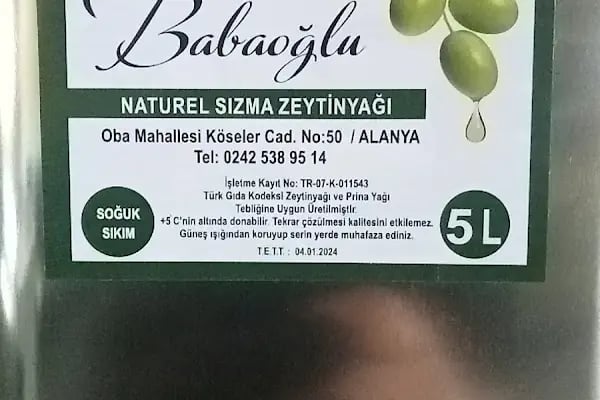 Babaoğlu
NATUREL SIZMA ZEYTİNYAĞI
Oba Mahallesi Köseler Cad. No:50 / ALANYA
Tel: 0242 538 95 14
İşletme Kayıt No: TR-07-K-011543
Türk Gıda Kodeksi Zeytinyağı ve Prina Yağı
Tebliğine Uygun Üretilmiştir.
+5 C'nin altında donabilir. Tekrar çözülmesi kalitesini etkilemez.
Güneş ışığından koruyup serin yerde muhafaza ediniz.
T.E.T.T. : 04.01.2024
SOĞUK
SIKIM
5 L